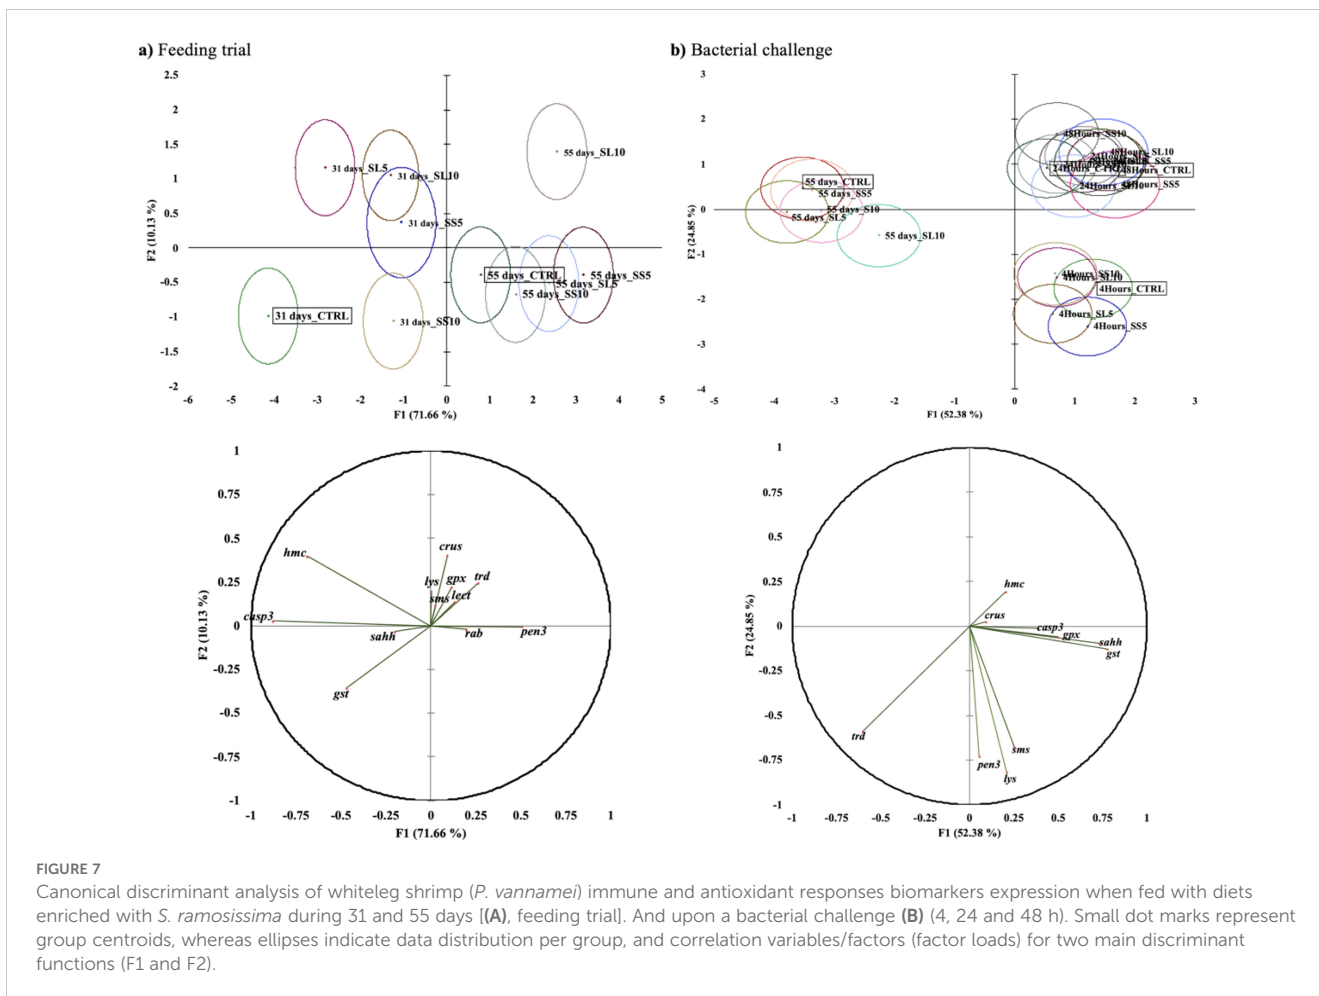 a) Feeding trial
2.5
2
1.5
1
0.5
0
-0.5
-1
-1.5
-2
F2 (10.13 %)
-6
-5
-4
-3
-2
-1
0
1
2
3
4
5
F1 (71.66 %)
31 days_SL5
31 days_SL10
31 days_SS5
31 days_CTRL
31 days_SS10
55 days_SL10
55 days_CTRL
55 days_SS5
55 days_SL5
55 days_SS10
b) Bacterial challenge
3
2
1
0
-1
-2
-3
-4
F2 (24.85 %)
-5
-4
-3
-2
-1
0
1
2
3
F1 (52.38 %)
55 days_CTRL
55 days_SS5
55 days_S10
55 days_SL5
55 days_SL10
48Hours_SS10
48Hours_SL10
24Hours_CTRL
48Hours_CTRL
24Hours_SL10
4Hours_SS10
4Hours_SL10
4Hours_CTRL
4Hours_SL5
4Hours_SS5
1
0.75
0.5
0.25
0
-0.25
-0.5
-0.75
-1
F2 (10.13 %)
hmc
crus
lys
gpx
trd
sms
lect
casp3
sahh
rab
pen3
gst
-1
-0.75
-0.5
-0.25
0
0.25
0.5
0.75
1
F1 (71.66 %)
1
0.75
0.5
0.25
0
-0.25
-0.5
-0.75
-1
F2 (24.85 %)
hmc
crus
casp3
gpx
sahh
gst
trd
sms
pen3
lys
-1
-0.75
-0.5
-0.25
0
0.25
0.5
0.75
1
F1 (52.38 %)
FIGURE 7
Canonical discriminant analysis of whiteleg shrimp (P. vannamei) immune and antioxidant responses biomarkers expression when fed with diets
enriched with S. ramosissima during 31 and 55 days [(A), feeding trial]. And upon a bacterial challenge (B) (4, 24 and 48 h). Small dot marks represent
group centroids, whereas ellipses indicate data distribution per group, and correlation variables/factors (factor loads) for two main discriminant
functions (F1 and F2).